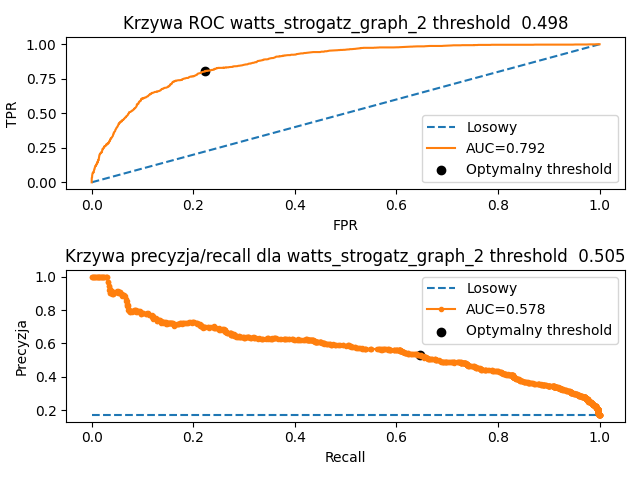 Krzywa ROC watts_strogatz_graph_2 threshold  0.498
1.00
0.75
0.50
0.25
0.00
TPR
0.0
0.2
0.4
0.6
0.8
1.0
FPR
Losowy
AUC=0.792
Optymalny threshold
Krzywa precyzja/recall dla watts_strogatz_graph_2 threshold  0.505
1.0
0.8
0.6
0.4
0.2
Precyzja
0.0
0.2
0.4
0.6
0.8
1.0
Recall
Losowy
AUC=0.578
Optymalny threshold